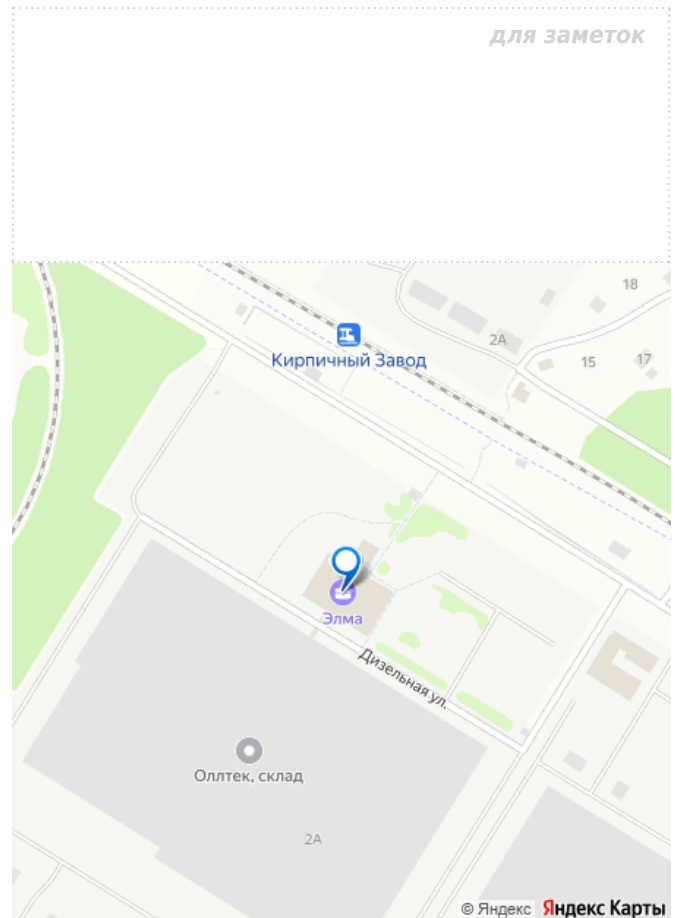 для заметок
18
2А
Кирпичный Завод
15
17
Элма
Дизельная ул.
Оллтек, склад
2А
© Яндекс Яндекс Карты